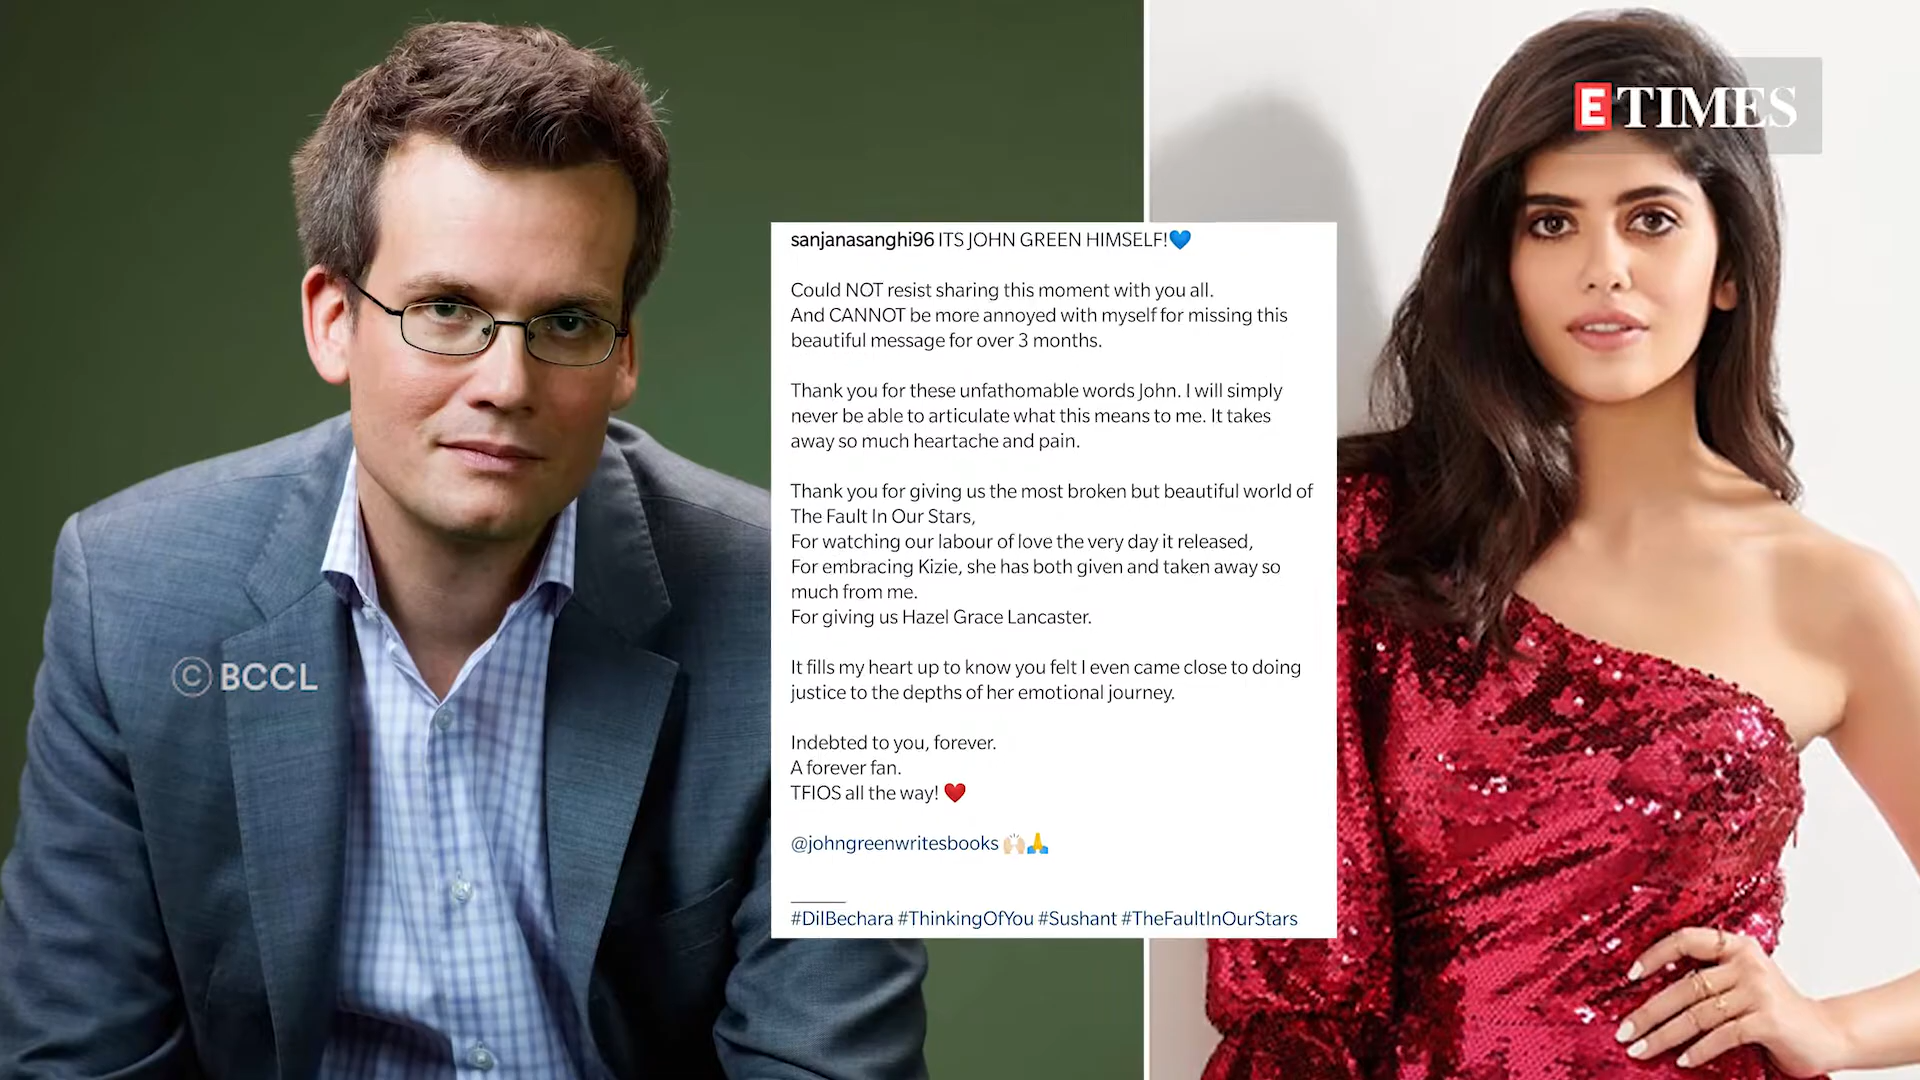 ETIMES
sanjanasanghi96 ITS JOHN GREEN HIMSELF!💙
Could NOT resist sharing this moment with you all.
And CANNOT be more annoyed with myself for missing this
beautiful message for over 3 months.
Thank you for these unfathomable words John. I will simply
never be able to articulate what this means to me. It takes
away so much heartache and pain.
Thank you for giving us the most broken but beautiful world of
The Fault In Our Stars,
For watching our labour of love the very day it released,
For embracing Kizie, she has both given and taken away so
much from me.
For giving us Hazel Grace Lancaster.
It fills my heart up to know you felt I even came close to doing
justice to the depths of her emotional journey.
Indebted to you, forever.
A forever fan.
TFIOS all the way! ❤️
@johngreenwritesbooks 🙌🏻🙏
#DilBechara #ThinkingOfYou #Sushant #TheFaultInOurStars
© BCCL